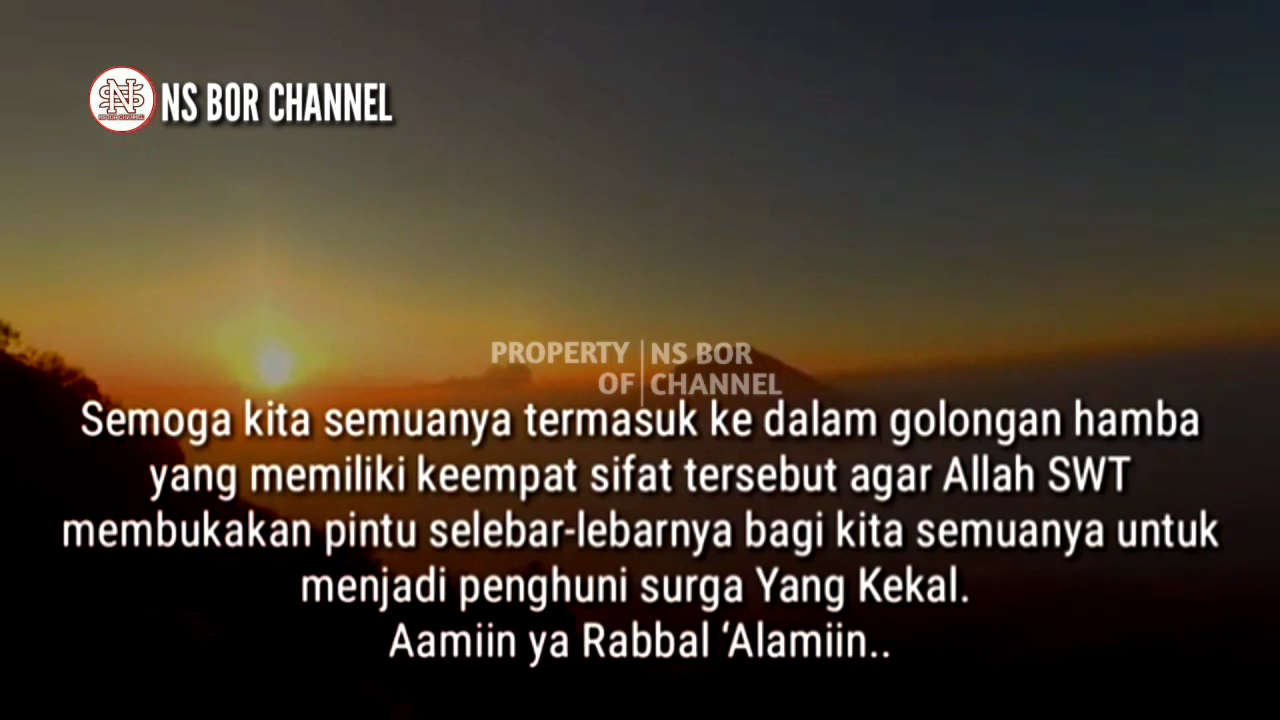 NS BOR CHANNEL
PROPERTY NS BOR
OF CHANNEL
Semoga kita semuanya termasuk ke dalam golongan hamba
yang memiliki keempat sifat tersebut agar Allah SWT
membukakan pintu selebar-lebarnya bagi kita semuanya untuk
menjadi penghuni surga Yang Kekal.
Aamiin ya Rabbal ‘Alamiin..